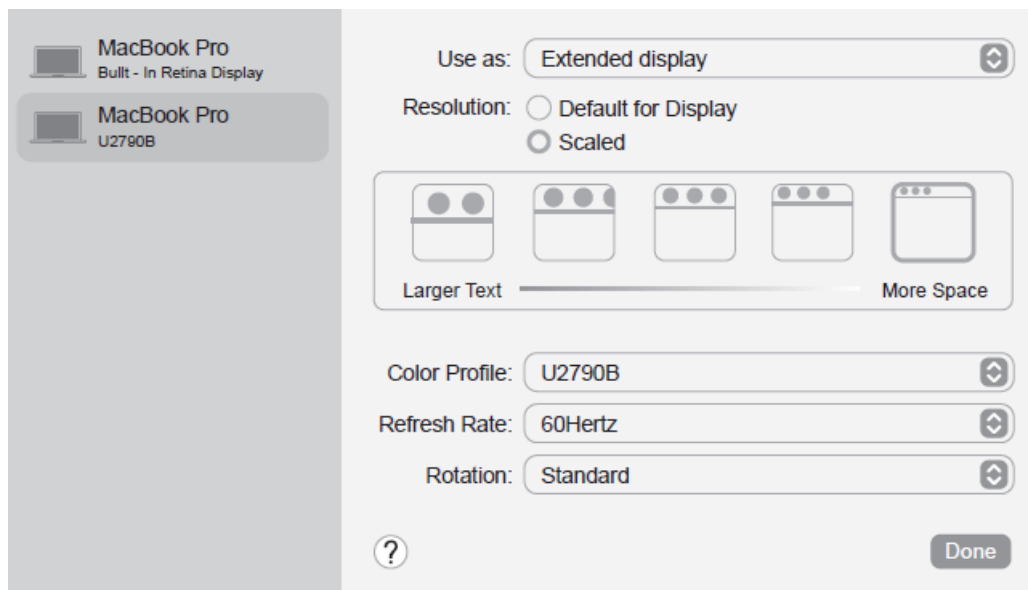 MacBook Pro
Bullt - In Retina Display
MacBook Pro
U2790B
Use as: Extended display
Resolution: Default for Display
Scaled
Larger Text More Space
Color Profile: U2790B
Refresh Rate: 60Hertz
Rotation: Standard
? Done